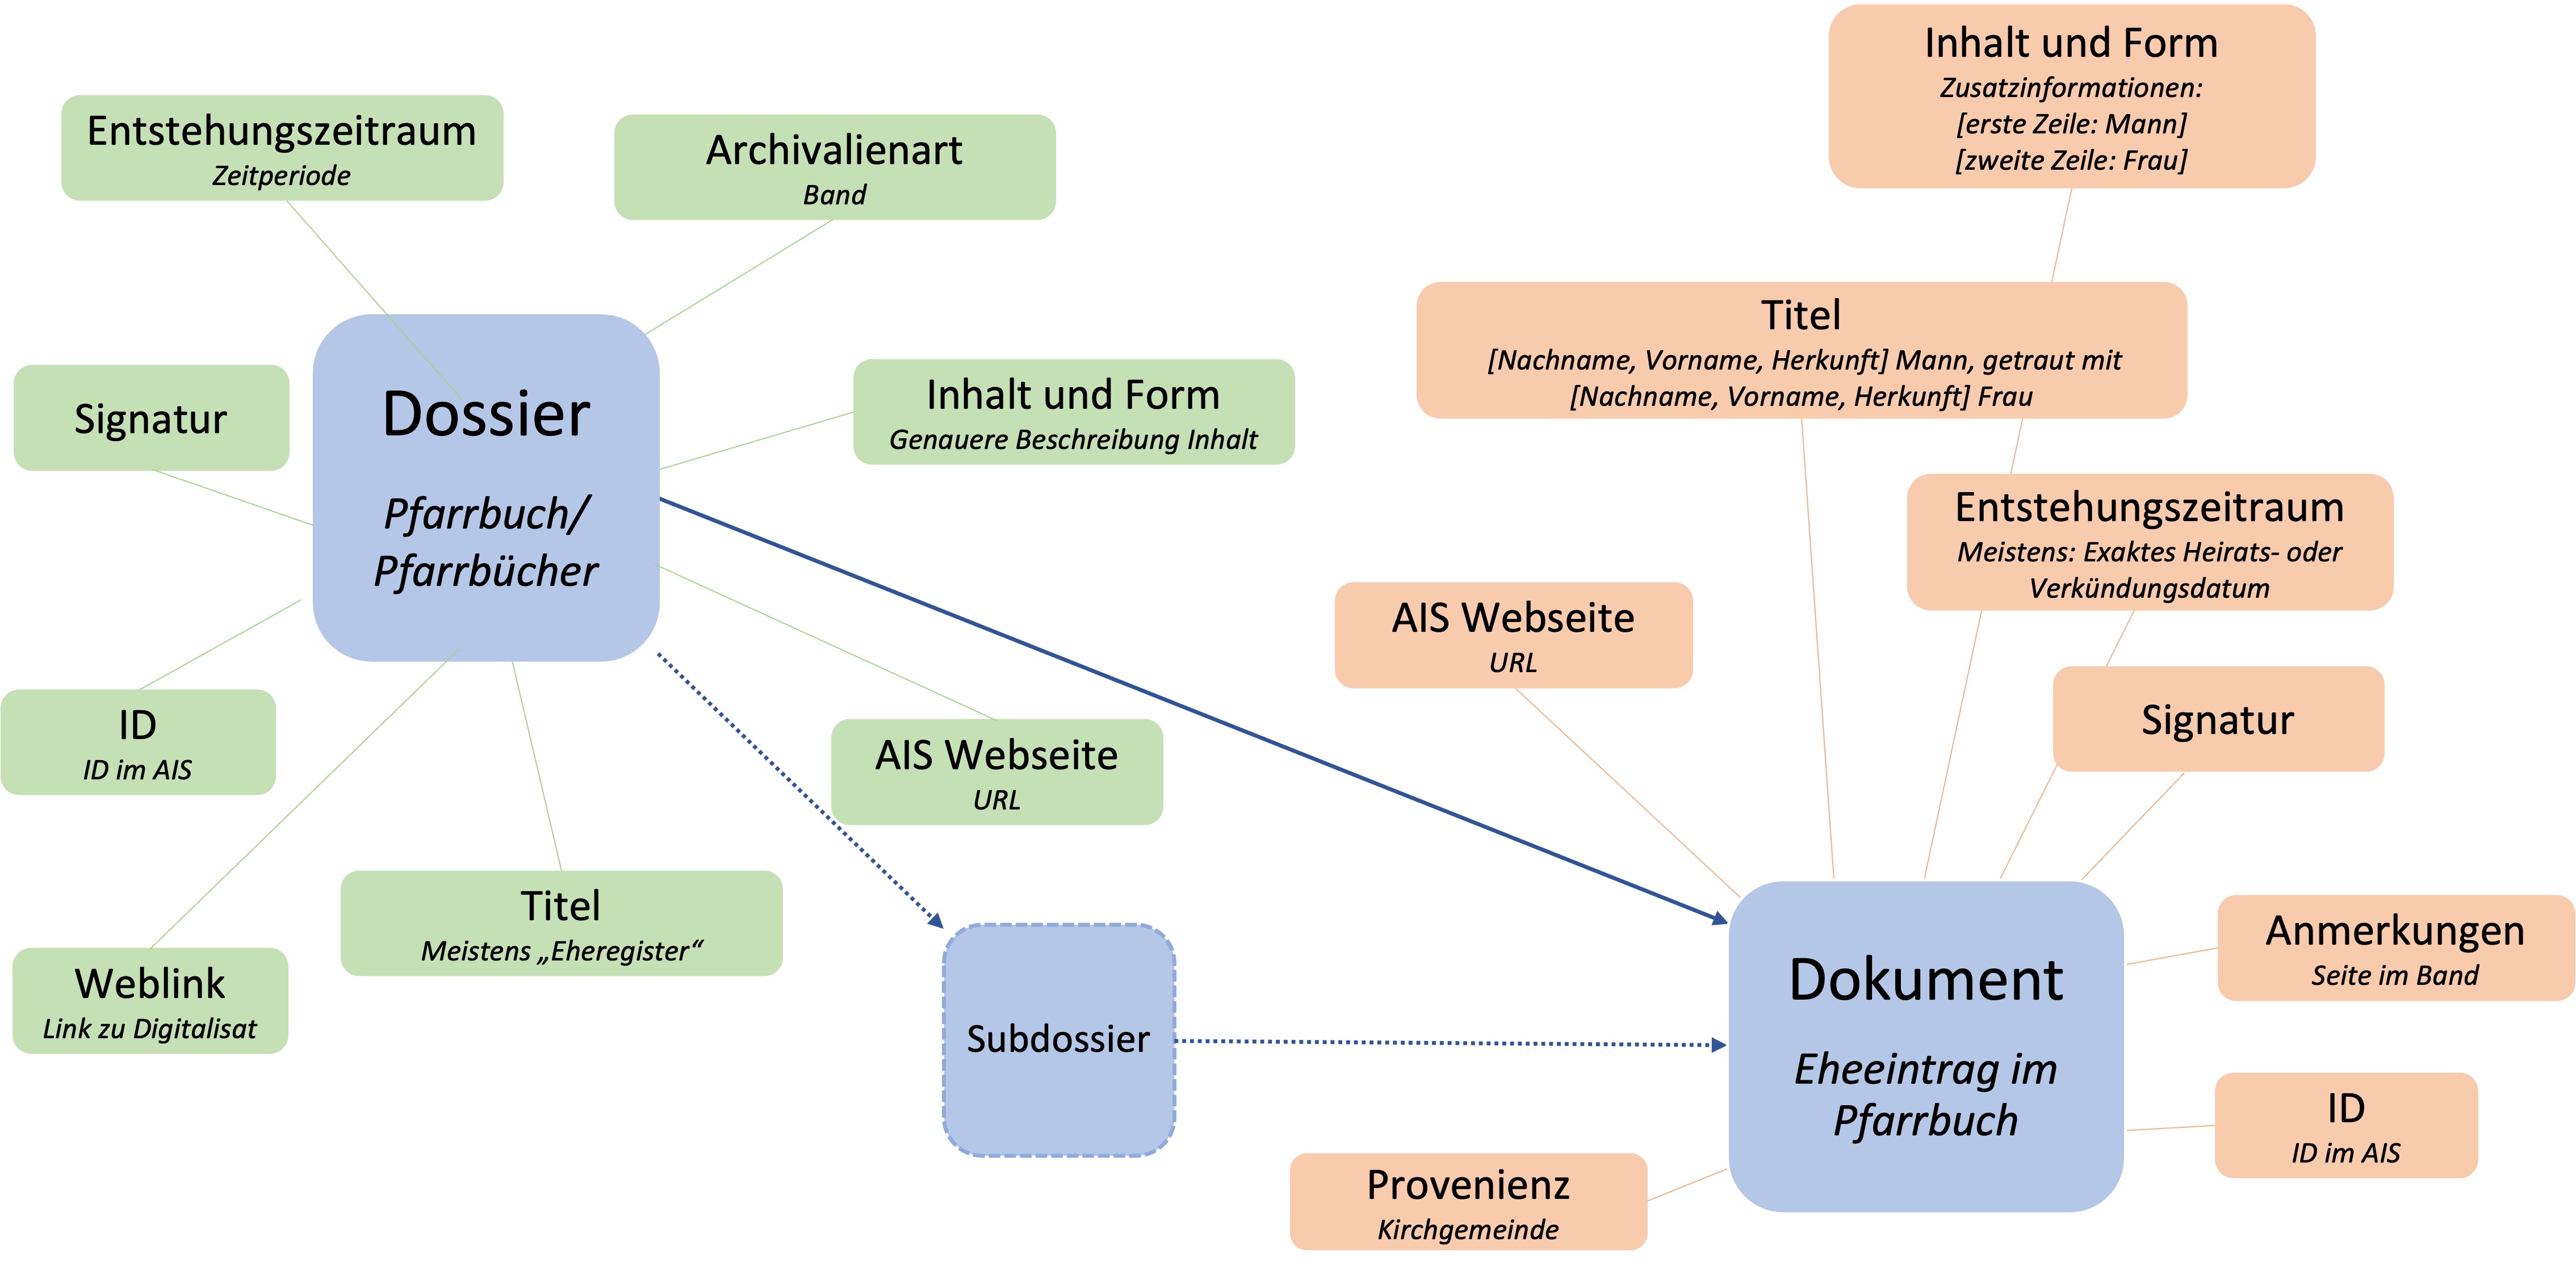 Inhalt und Form
Zusatzinformationen:
[erste Zeile: Mann]
[zweite Zeile: Frau]
Entstehungszeitraum
Zeitperiode
Archivalienart
Band
Titel
[Nachname, Vorname, Herkunft] Mann, getraut mit
[Nachname, Vorname, Herkunft] Frau
Signatur
Dossier
Pfarrbuch/
Pfarrbücher
Inhalt und Form
Genauere Beschreibung Inhalt
Entstehungszeitraum
Meistens: Exaktes Heirats- oder
Verkündungsdatum
AIS Webseite
URL
Signatur
ID
ID im AIS
AIS Webseite
URL
Titel
Meistens „Eheregister“
Weblink
Link zu Digitalisat
Subdossier
Dokument
Eheeintrag im
Pfarrbuch
Anmerkungen
Seite im Band
ID
ID im AIS
Provenienz
Kirchgemeinde